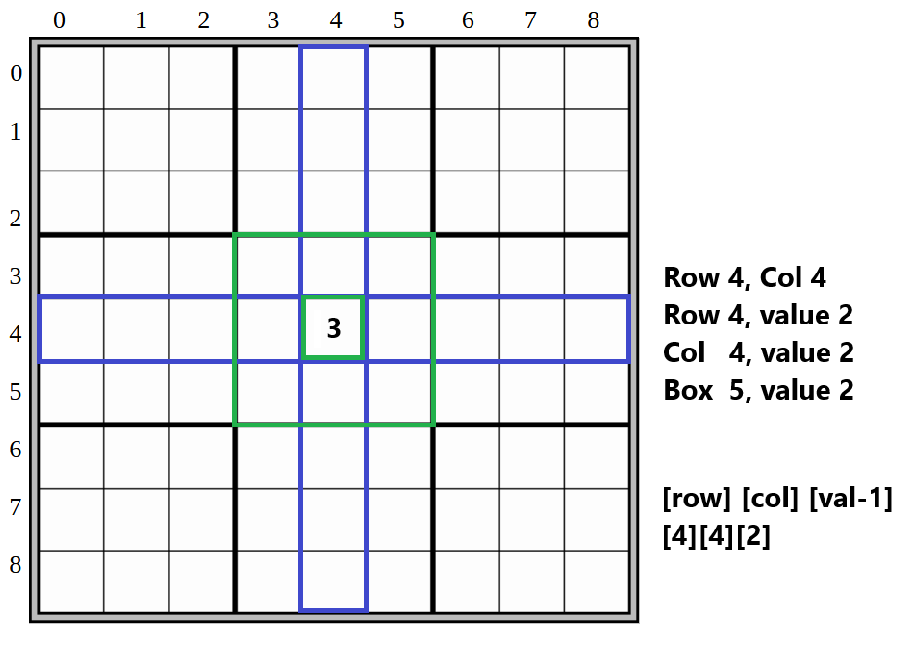 0 1 2 3 4 5 6 7 8
0
1
2
3
Row 4, Col 4
Row 4, value 2
4
3
Col 4, value 2
5
Box 5, value 2
6
7
[row] [col] [val-1]
[4][4][2]
8